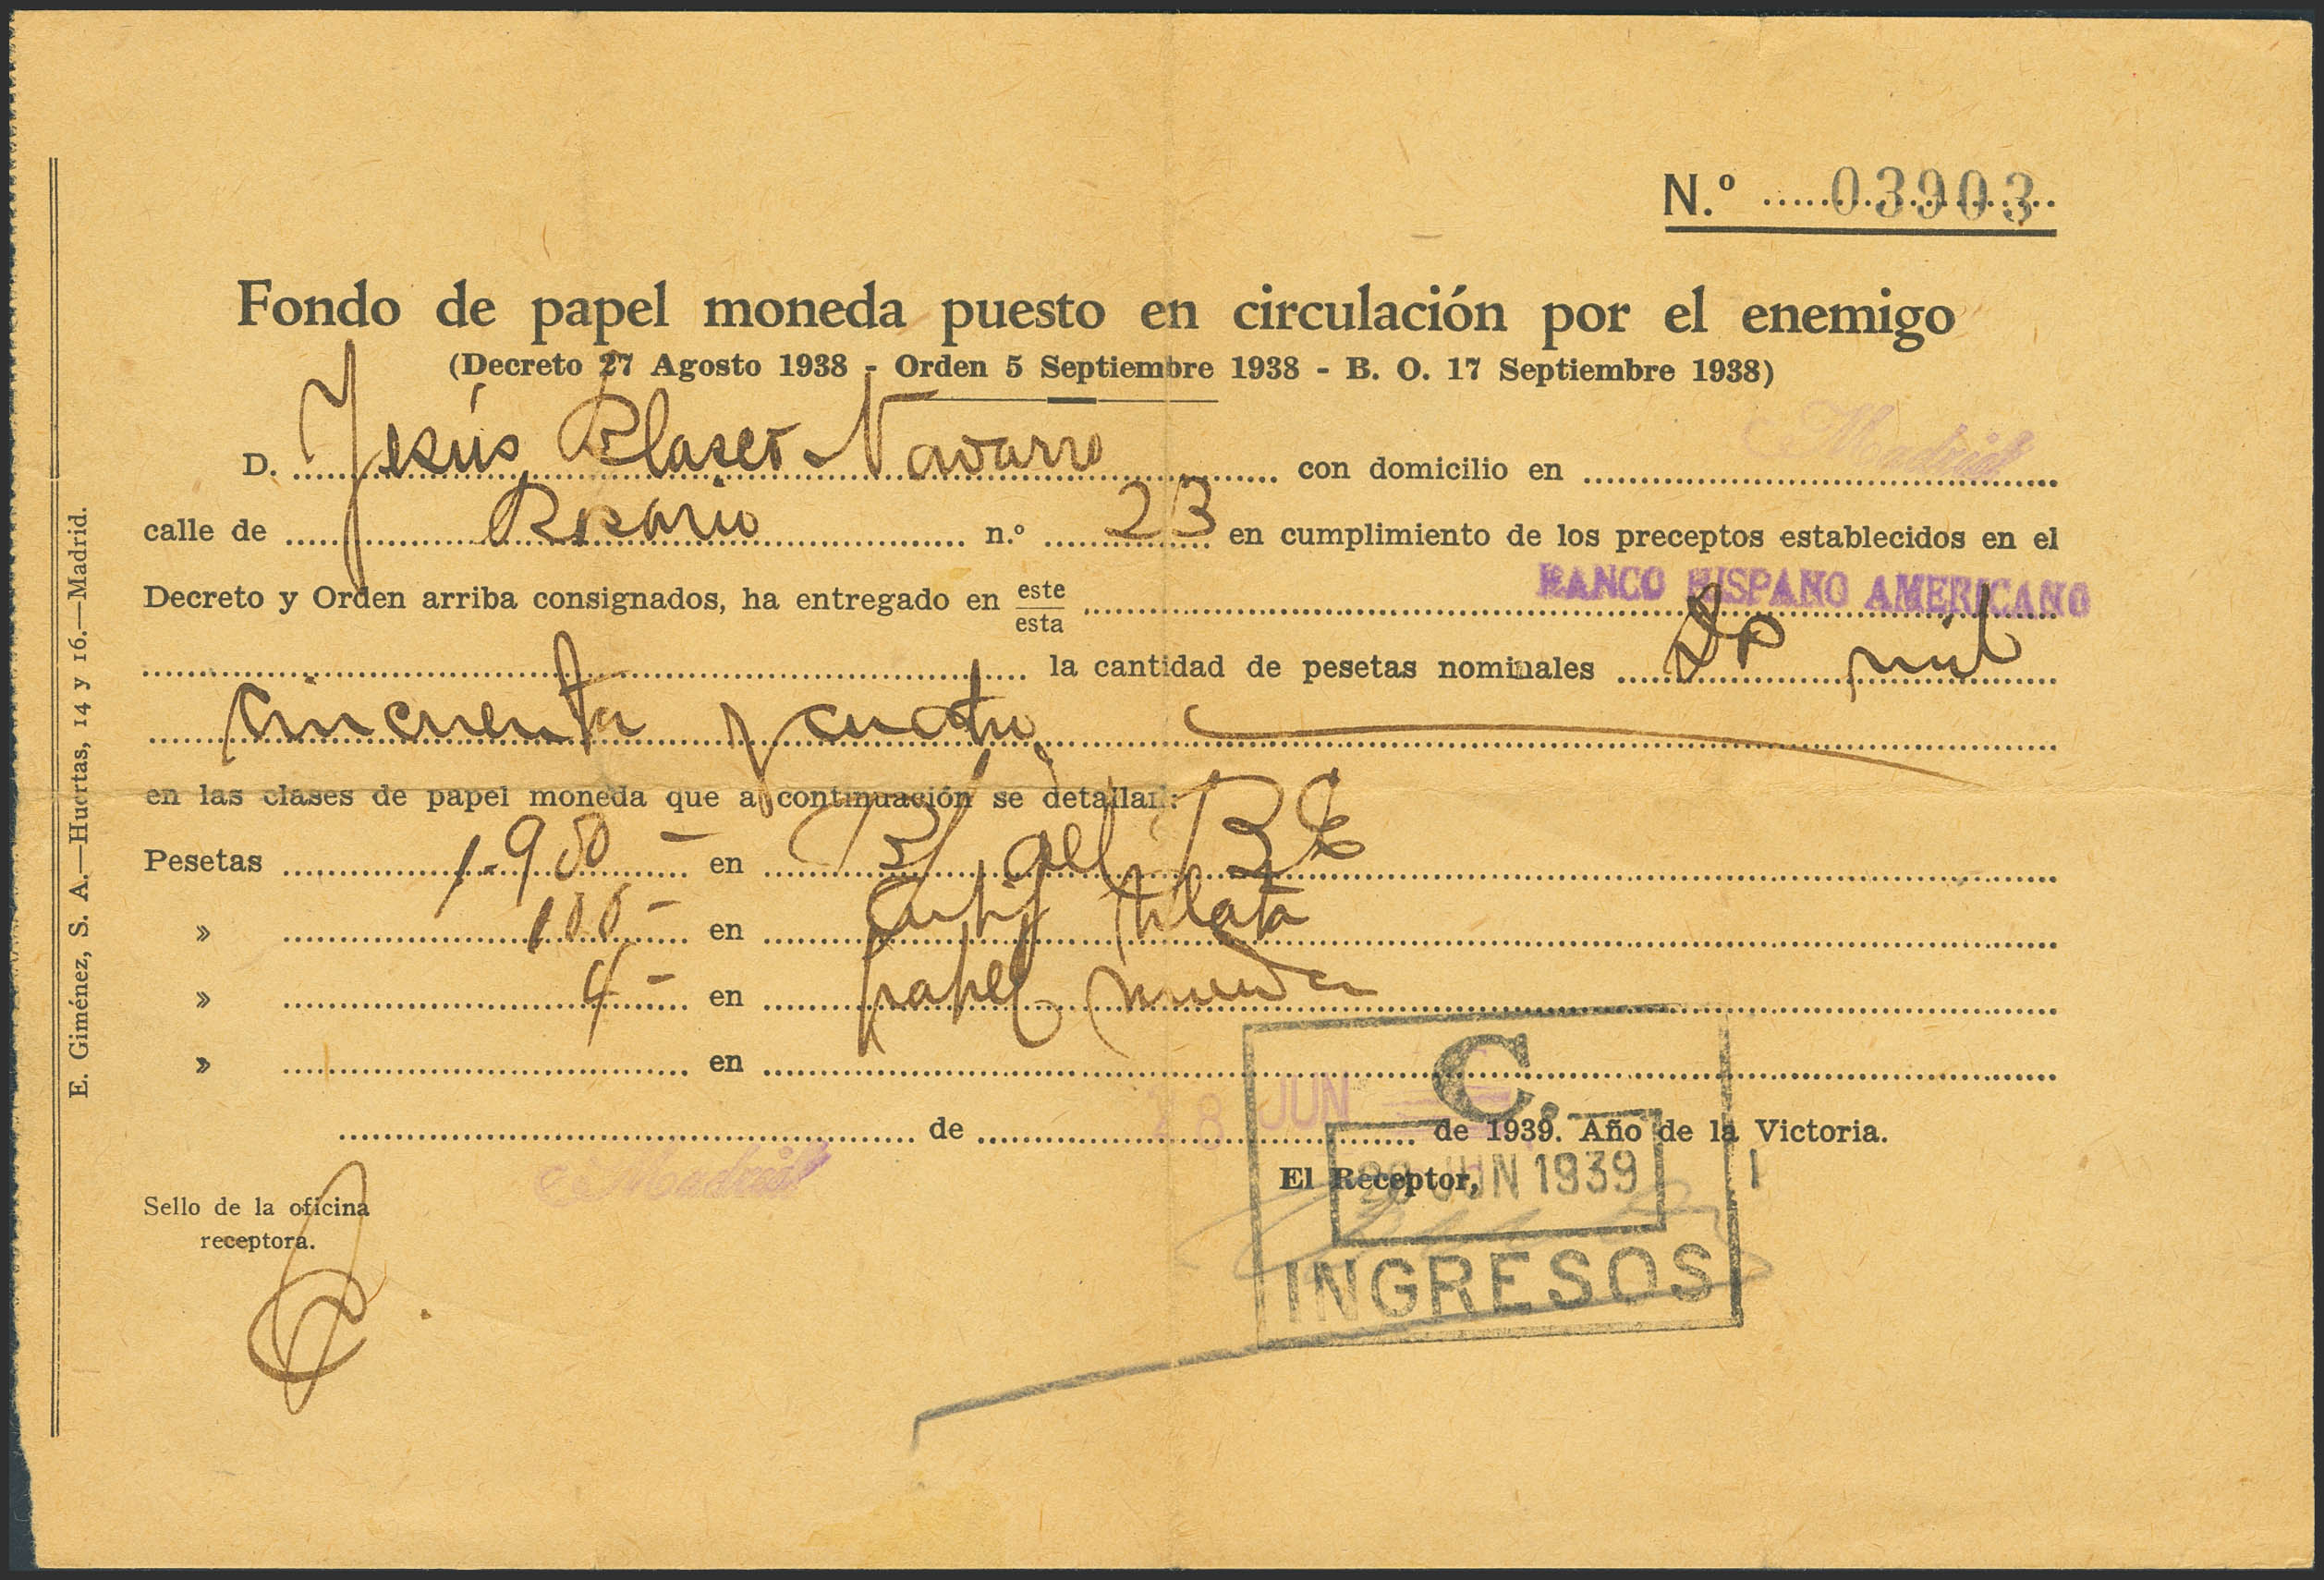 N.º 03903
Fondo de papel moneda puesto en circulación por el enemigo
(Decreto 27 Agosto 1938 - Orden 5 Septiembre 1938 - B. O. 17 Septiembre 1938)
D. Jesús Blasco Navarro con domicilio en Madrid
calle de Rosario n.º 23 en cumplimiento de los preceptos establecidos en el
Decreto y Orden arriba consignados, ha entregado en este/esta BANCO HISPANO AMERICANO
la cantidad de pesetas nominales Dos mil
cincuenta y cuatro
en las clases de papel moneda que a continuación se detallan:
Pesetas 1.950 - en B/ del B. E.
» 100 - en Certif plata
» 4 - en papel moneda
» en
Madrid de 28 JUN de 1939. Año de la Victoria.
El Receptor,
Sello de la oficina
receptora.
C.
28 JUN 1939
INGRESOS
E. Giménez, S. A.—Huertas, 14 y 16.—Madrid.